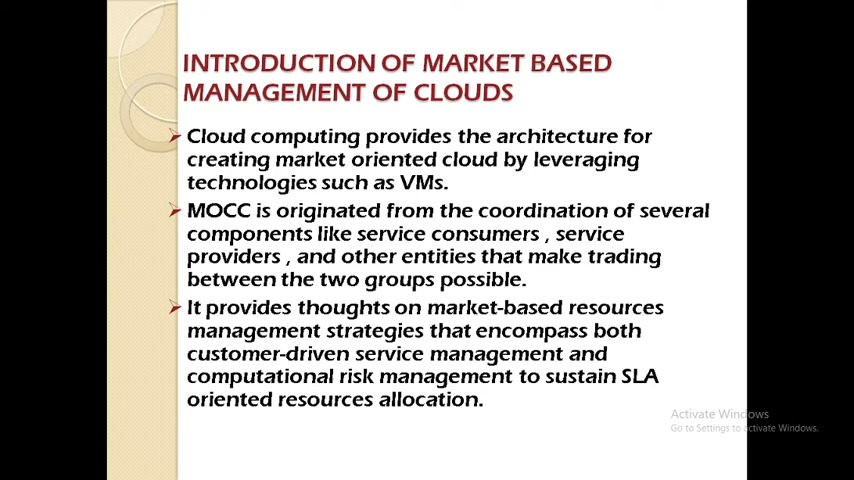 INTRODUCTION OF MARKET BASED
MANAGEMENT OF CLOUDS
Cloud computing provides the architecture for
creating market oriented cloud by leveraging
technologies such as VMs.
MOCC is originated from the coordination of several
components like service consumers , service
providers , and other entities that make trading
between the two groups possible.
It provides thoughts on market-based resources
management strategies that encompass both
customer-driven service management and
computational risk management to sustain SLA
oriented resources allocation.
Activate Windows
Go to Settings to activate Windows.